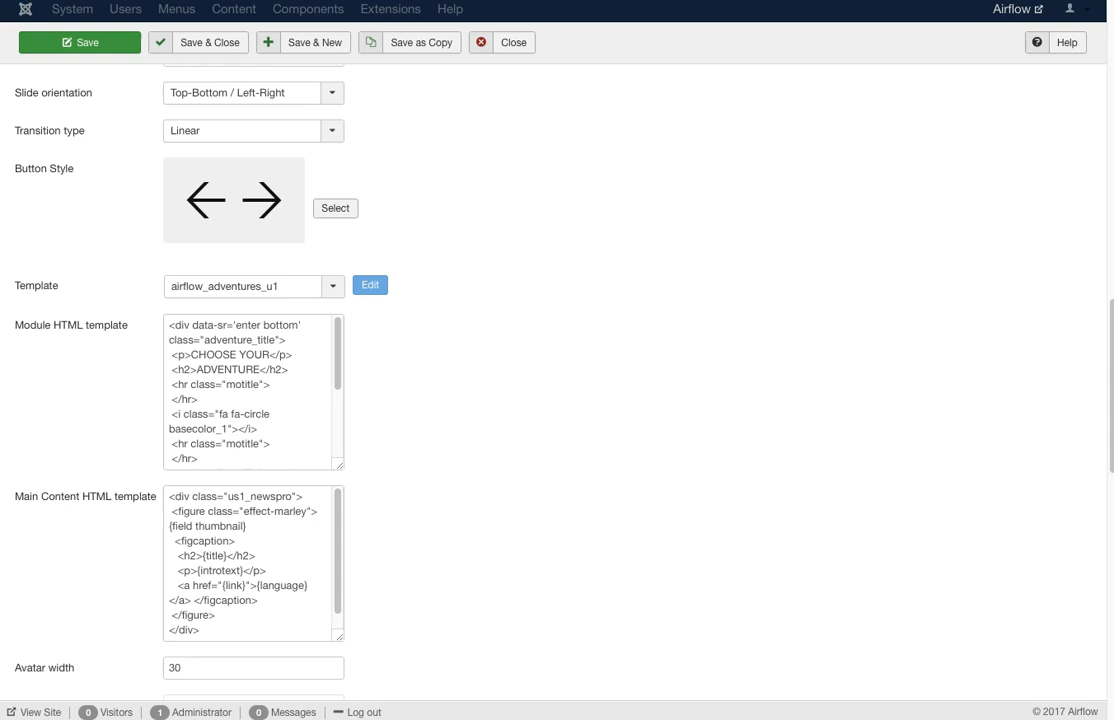 System Users Menus Content Components Extensions Help Airflow
Save Save & Close Save & New Save as Copy Close Help
Slide orientation Top-Bottom / Left-Right
Transition type Linear
Button Style
Select
Template airflow_adventures_u1 Edit
Module HTML template
<div data-sr='enter bottom'
class="adventure_title">
<p>CHOOSE YOUR</p>
<h2>ADVENTURE</h2>
<hr class="motitle">
</hr>
<i class="fa fa-circle
basecolor_1"></i>
<hr class="motitle">
</hr>
Main Content HTML template
<div class="us1_newspro">
<figure class="effect-marley">
{field thumbnail}
<figcaption>
<h2>{title}</h2>
<p>{introtext}</p>
<a href="{link}">{language}
</a> </figcaption>
</figure>
</div>
Avatar width 30
View Site 0 Visitors 1 Administrator 0 Messages Log out © 2017 Airflow